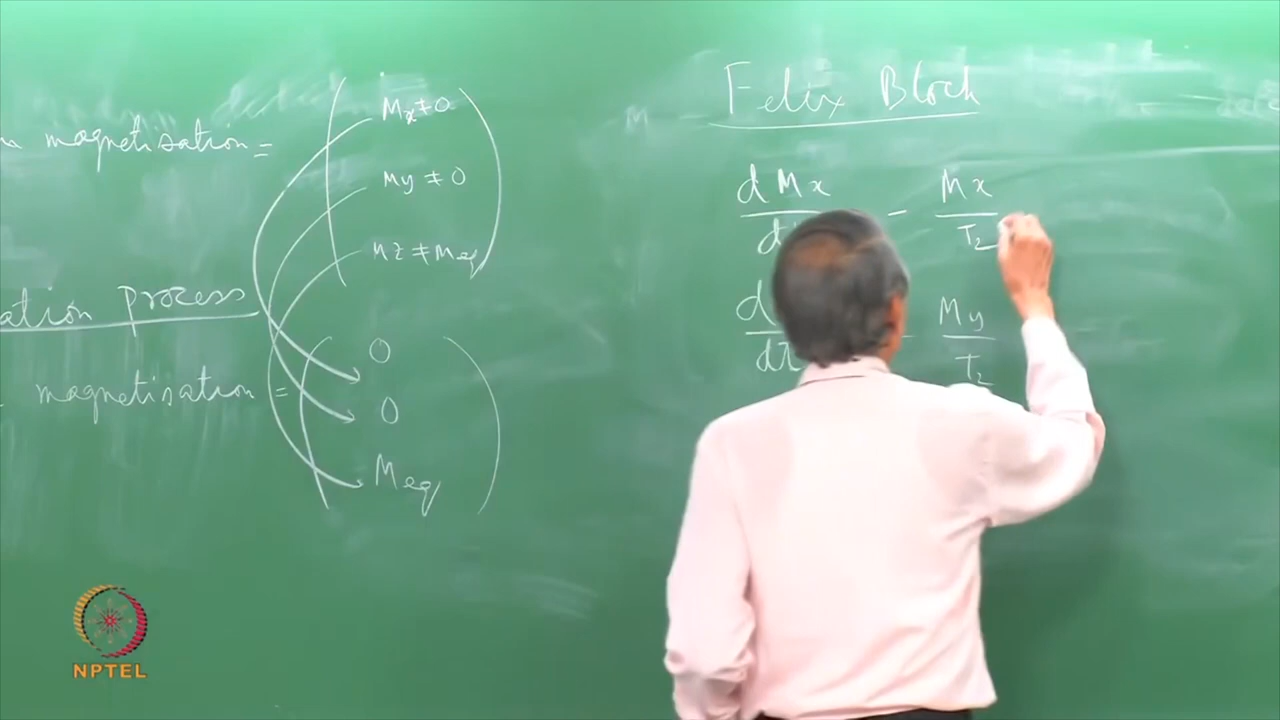 magnetisation =
Mx ≠ 0
My ≠ 0
Mz ≠ Meq
ation process
magnetisation =
0
0
Meq
Felix Bloch
dMx
d
- Mx
T2
d
dt
- My
T2
NPTEL